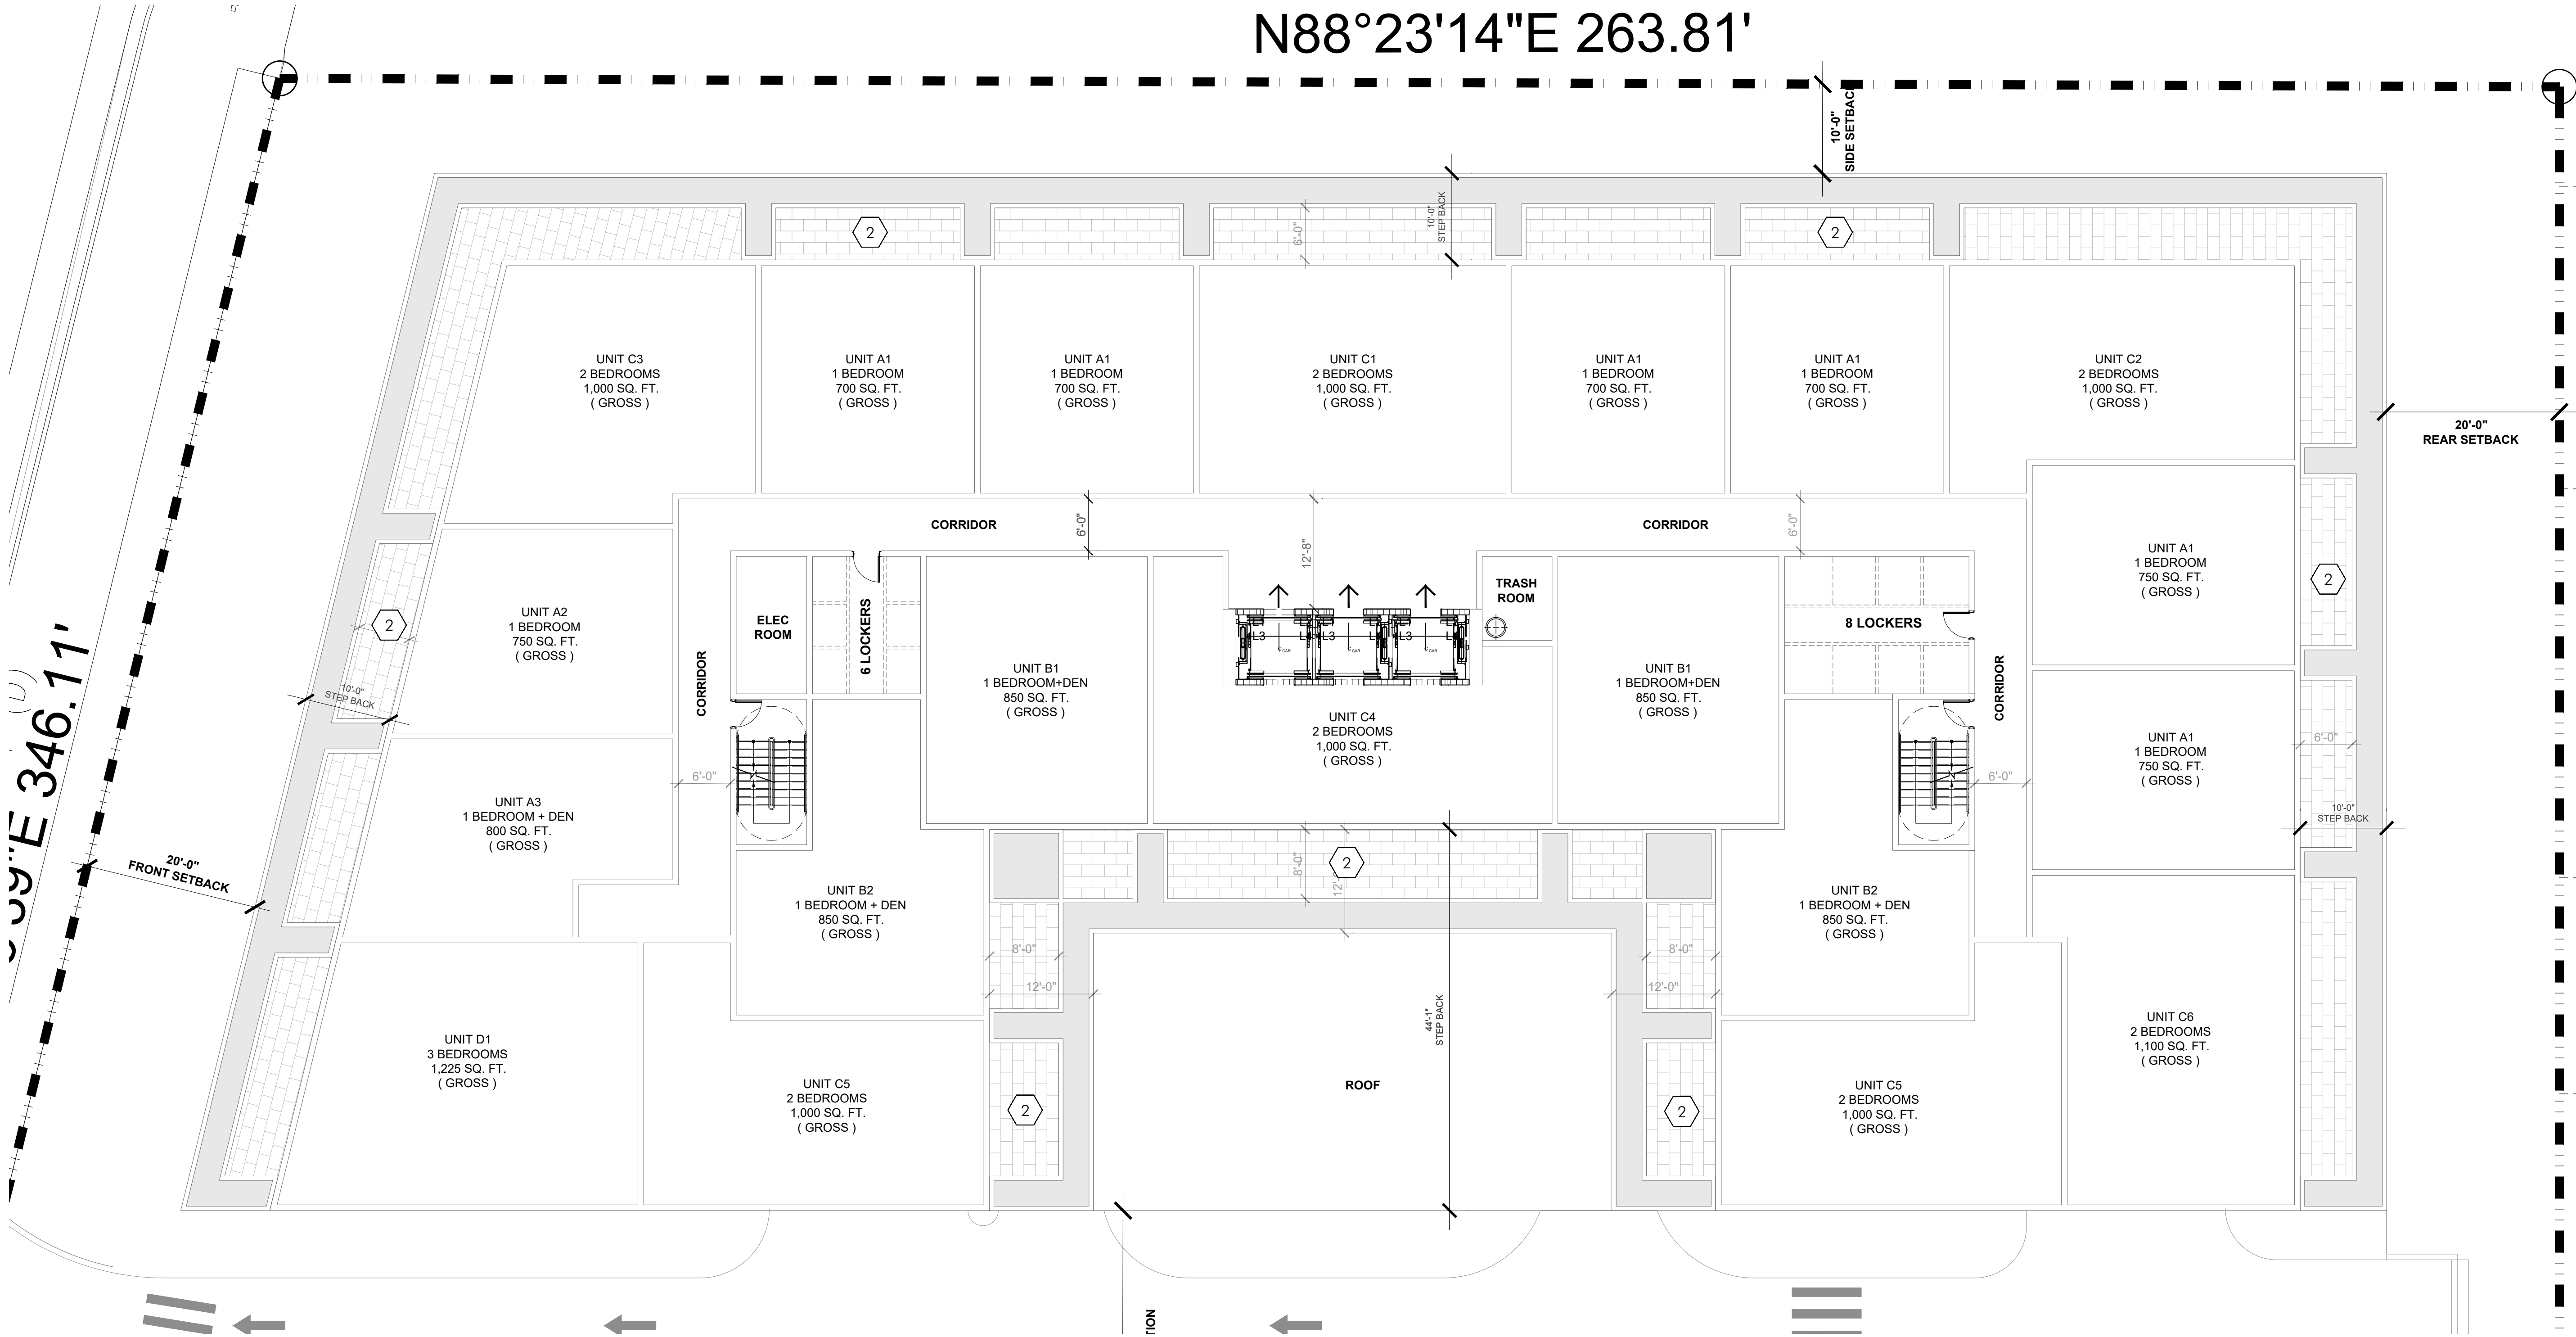 N88°23'14"E 263.81'
10'-0"
SIDE SETBACK
10'-0"
STEP BACK
6'-0"
2
2
UNIT C3
2 BEDROOMS
1,000 SQ. FT.
( GROSS )
UNIT A1
1 BEDROOM
700 SQ. FT.
( GROSS )
UNIT A1
1 BEDROOM
700 SQ. FT.
( GROSS )
UNIT C1
2 BEDROOMS
1,000 SQ. FT.
( GROSS )
UNIT A1
1 BEDROOM
700 SQ. FT.
( GROSS )
UNIT A1
1 BEDROOM
700 SQ. FT.
( GROSS )
UNIT C2
2 BEDROOMS
1,000 SQ. FT.
( GROSS )
20'-0"
REAR SETBACK
CORRIDOR
6'-0"
12'-8"
CORRIDOR
6'-0"
UNIT A1
1 BEDROOM
750 SQ. FT.
( GROSS )
2
UNIT A2
1 BEDROOM
750 SQ. FT.
( GROSS )
2
10'-0"
STEP BACK
CORRIDOR
ELEC
ROOM
6 LOCKERS
UNIT B1
1 BEDROOM+DEN
850 SQ. FT.
( GROSS )
L3
L3
L3
CAR
CAR
CAR
TRASH
ROOM
UNIT C4
2 BEDROOMS
1,000 SQ. FT.
( GROSS )
UNIT B1
1 BEDROOM+DEN
850 SQ. FT.
( GROSS )
8 LOCKERS
CORRIDOR
UNIT A1
1 BEDROOM
750 SQ. FT.
( GROSS )
6'-0"
10'-0"
STEP BACK
346.11'
6'-0"
6'-0"
UNIT A3
1 BEDROOM + DEN
800 SQ. FT.
( GROSS )
20'-0"
FRONT SETBACK
UNIT B2
1 BEDROOM + DEN
850 SQ. FT.
( GROSS )
8'-0"
2
UNIT B2
1 BEDROOM + DEN
850 SQ. FT.
( GROSS )
8'-0"
12'-0"
8'-0"
12'-0"
44'-1"
STEP BACK
UNIT D1
3 BEDROOMS
1,225 SQ. FT.
( GROSS )
UNIT C5
2 BEDROOMS
1,000 SQ. FT.
( GROSS )
2
ROOF
2
UNIT C5
2 BEDROOMS
1,000 SQ. FT.
( GROSS )
UNIT C6
2 BEDROOMS
1,100 SQ. FT.
( GROSS )